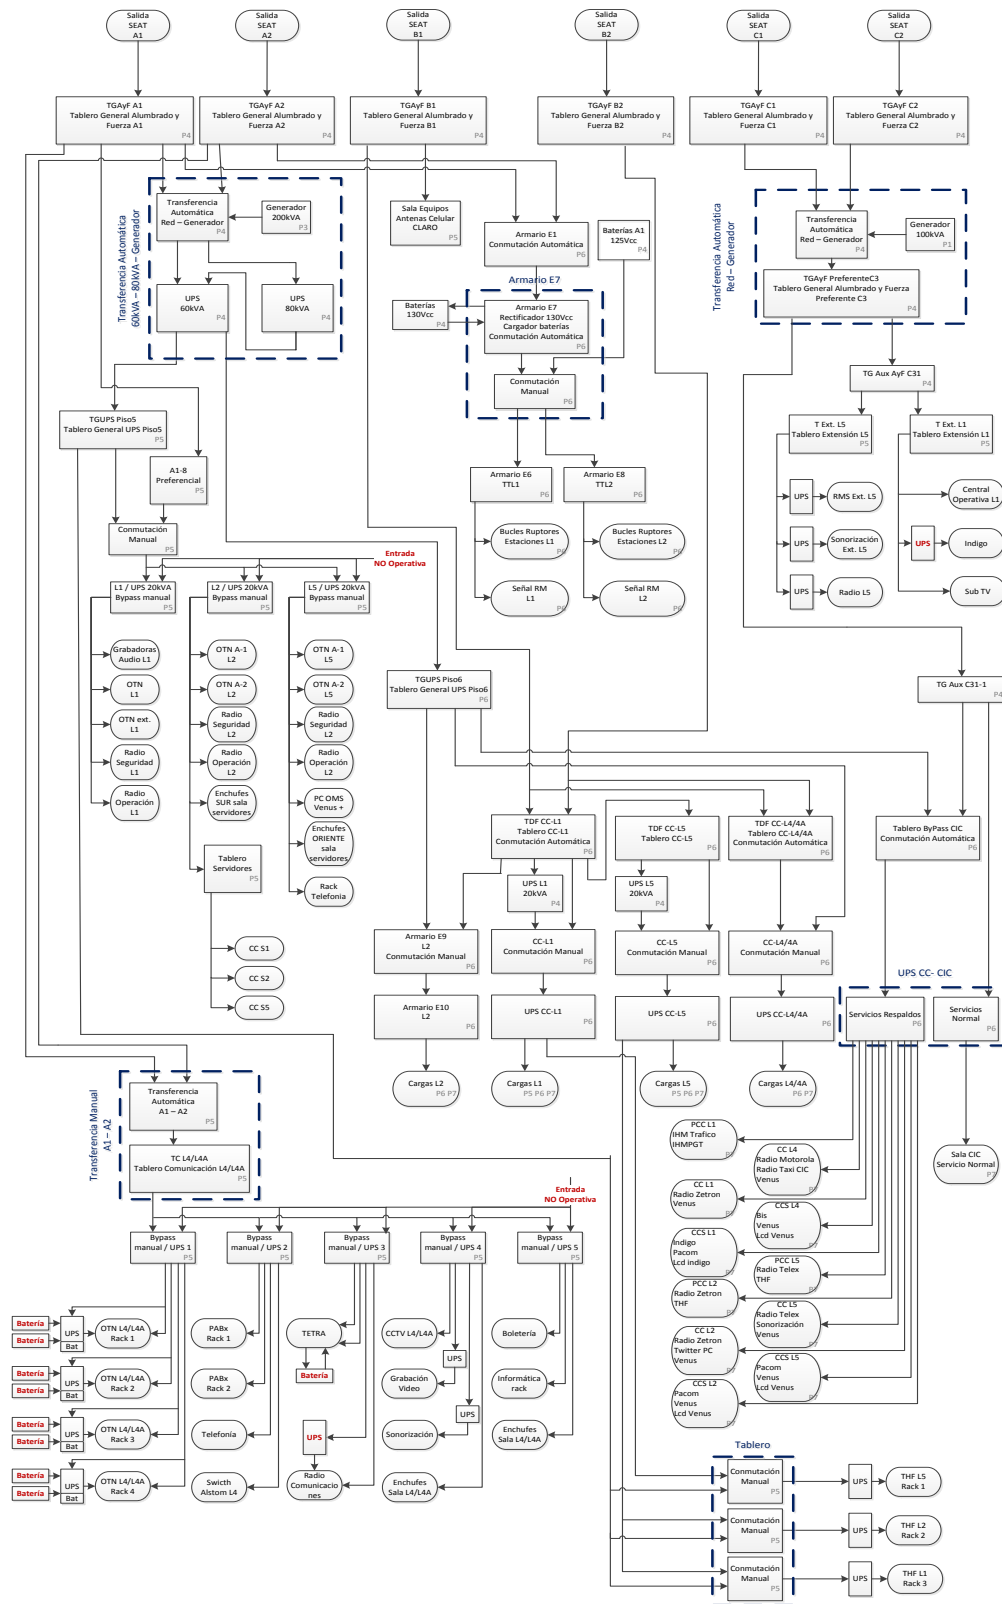 Salida
SEAT
A1
Salida
SEAT
A2
Salida
SEAT
B1
Salida
SEAT
B2
Salida
SEAT
C1
Salida
SEAT
C2
TGAyF A1
Tablero General Alumbrado y
Fuerza A1
P4
TGAyF A2
Tablero General Alumbrado y
Fuerza A2
P4
TGAyF B1
Tablero General Alumbrado y
Fuerza B1
P4
TGAyF B2
Tablero General Alumbrado y
Fuerza B2
P4
TGAyF C1
Tablero General Alumbrado y
Fuerza C1
P4
TGAyF C2
Tablero General Alumbrado y
Fuerza C2
P4
Transferencia Automática
60kVA – 80kVA – Generador
Transferencia
Automática
Red – Generador
P4
Generador
200kVA
P3
UPS
60kVA
P4
UPS
80kVA
P4
Sala Equipos
Antenas Celular
CLARO
P5
Armario E1
Conmutación Automática
P6
Baterías A1
125Vcc
P4
Transferencia Automática
Red – Generador
Transferencia
Automática
Red – Generador
P4
Generador
100kVA
P1
TGAyF PreferenteC3
Tablero General Alumbrado y Fuerza
Preferente C3
P4
Armario E7
Baterías
130Vcc
P4
Armario E7
Rectificador 130Vcc
Cargador baterías
Conmutación Automática
P6
Conmutación
Manual
P6
TG Aux AyF C31
P4
TGUPS Piso5
Tablero General UPS Piso5
P5
A1-8
Preferencial
P5
Conmutación
Manual
P5
T Ext. L5
Tablero Extensión L5
P5
T Ext. L1
Tablero Extensión L1
P5
Armario E6
TTL1
P6
Armario E8
TTL2
P6
UPS
RMS Ext. L5
Central
Operativa L1
Bucles Ruptores
Estaciones L1
P6
Bucles Ruptores
Estaciones L2
P6
UPS
Sonorización
Ext. L5
UPS
Indigo
Señal RM
L1
P6
Señal RM
L2
P6
UPS
Radio L5
Sub TV
Entrada
NO Operativa
L1 / UPS 20kVA
Bypass manual
P5
L2 / UPS 20kVA
Bypass manual
P5
L5 / UPS 20kVA
Bypass manual
P5
Grabadoras
Audio L1
OTN A-1
L2
OTN A-1
L5
OTN
L1
OTN A-2
L2
OTN A-2
L5
OTN ext.
L1
Radio
Seguridad
L2
Radio
Seguridad
L2
Radio
Seguridad
L1
Radio
Operación
L2
Radio
Operación
L2
Radio
Operación
L1
Enchufes
SUR sala
servidores
PC OMS
Venus +
Enchufes
ORIENTE
sala
servidores
Tablero
Servidores
P5
Rack
Telefonia
CC S1
CC S2
CC S5
TGUPS Piso6
Tablero General UPS Piso6
P6
TG Aux C31-1
P4
TDF CC-L1
Tablero CC-L1
Conmutación Automática
P6
TDF CC-L5
Tablero CC-L5
P6
TDF CC-L4/4A
Tablero CC-L4/4A
Conmutación Automática
P6
Tablero ByPass CIC
Conmutación Automática
P6
UPS L1
20kVA
P4
UPS L5
20kVA
P4
Armario E9
L2
Conmutación Manual
P6
CC-L1
Conmutación Manual
P6
CC-L5
Conmutación Manual
P6
CC-L4/4A
Conmutación Manual
P6
UPS CC- CIC
Armario E10
L2
P6
UPS CC-L1
P6
UPS CC-L5
P6
UPS CC-L4/4A
P6
Servicios Respaldos
P6
Servicios
Normal
P6
Cargas L2
P6 P7
Cargas L1
P5 P6 P7
Cargas L5
P5 P6 P7
Cargas L4/4A
P6 P7
Transferencia Manual
A1 – A2
Transferencia
Automática
A1 – A2
P5
TC L4/L4A
Tablero Comunicación L4/L4A
P5
PCC L1
IHM Trafico
IHMPGT
P7
CC L4
Radio Motorola
Radio Taxi CIC
Venus
P7
Sala CIC
Servicio Normal
P7
CC L1
Radio Zetron
Venus
P7
CCS L4
Bis
Venus
Lcd Venus
P7
CCS L1
Indigo
Pacom
Lcd indigo
P7
PCC L5
Radio Telex
THF
P7
PCC L2
Radio Zetron
THF
P7
CC L5
Radio Telex
Sonorización
Venus
P7
CC L2
Radio Zetron
Twitter PC
Venus
P7
CCS L5
Pacom
Venus
Lcd Venus
P7
CCS L2
Pacom
Venus
Lcd Venus
P7
Entrada
NO Operativa
Bypass
manual / UPS 1
P5
Bypass
manual / UPS 2
P5
Bypass
manual / UPS 3
P5
Bypass
manual / UPS 4
P5
Bypass
manual / UPS 5
P5
Batería
Batería
UPS
Bat
OTN L4/L4A
Rack 1
PABx
Rack 1
TETRA
CCTV L4/L4A
Boletería
UPS
Batería
Batería
Batería
UPS
Bat
OTN L4/L4A
Rack 2
PABx
Rack 2
Grabación
Video
Informática
rack
UPS
Batería
Batería
UPS
Bat
OTN L4/L4A
Rack 3
Telefonía
UPS
Sonorización
Enchufes
Sala L4/L4A
Batería
Batería
UPS
Bat
OTN L4/L4A
Rack 4
Swicth
Alstom L4
Radio
Comunicacio
nes
Enchufes
Sala L4/L4A
Tablero
Conmutación
Manual
P5
UPS
THF L5
Rack 1
Conmutación
Manual
P5
UPS
THF L2
Rack 2
Conmutación
Manual
P5
UPS
THF L1
Rack 3